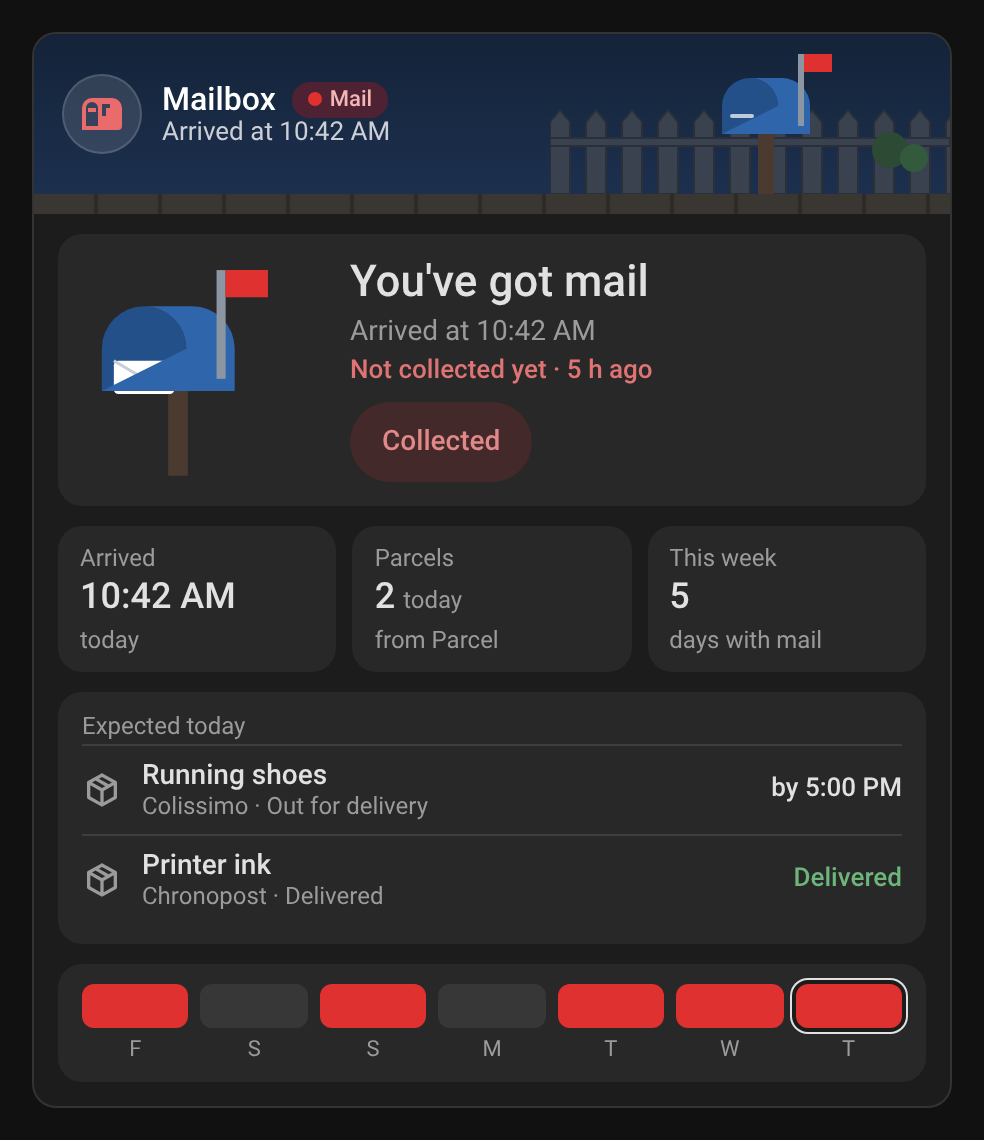 Mailbox
Mail
Arrived at 10:42 AM
You've got mail
Arrived at 10:42 AM
Not collected yet · 5 h ago
Collected
Arrived
10:42 AM
today
Parcels
2 today
from Parcel
This week
5
days with mail
Expected today
Running shoes
Colissimo · Out for delivery
by 5:00 PM
Printer ink
Chronopost · Delivered
Delivered
F S S M T W T